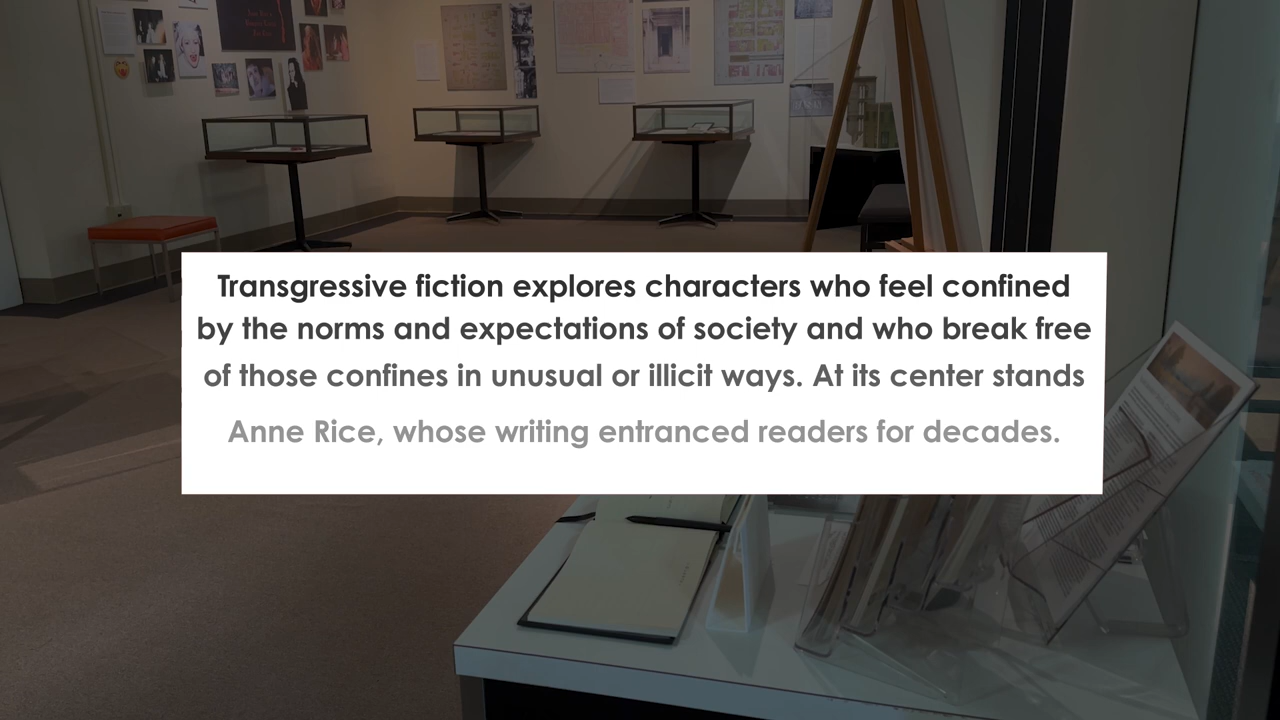 Transgressive fiction explores characters who feel confined
by the norms and expectations of society and who break free
of those confines in unusual or illicit ways. At its center stands
Anne Rice, whose writing entranced readers for decades.